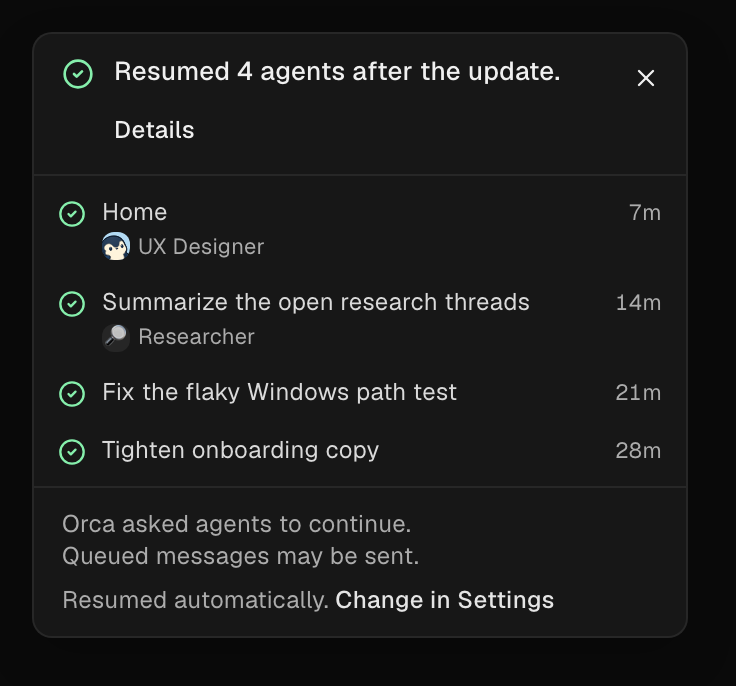 Resumed 4 agents after the update.
Details
Home 7m
UX Designer
Summarize the open research threads 14m
Researcher
Fix the flaky Windows path test 21m
Tighten onboarding copy 28m
Orca asked agents to continue.
Queued messages may be sent.
Resumed automatically. Change in Settings